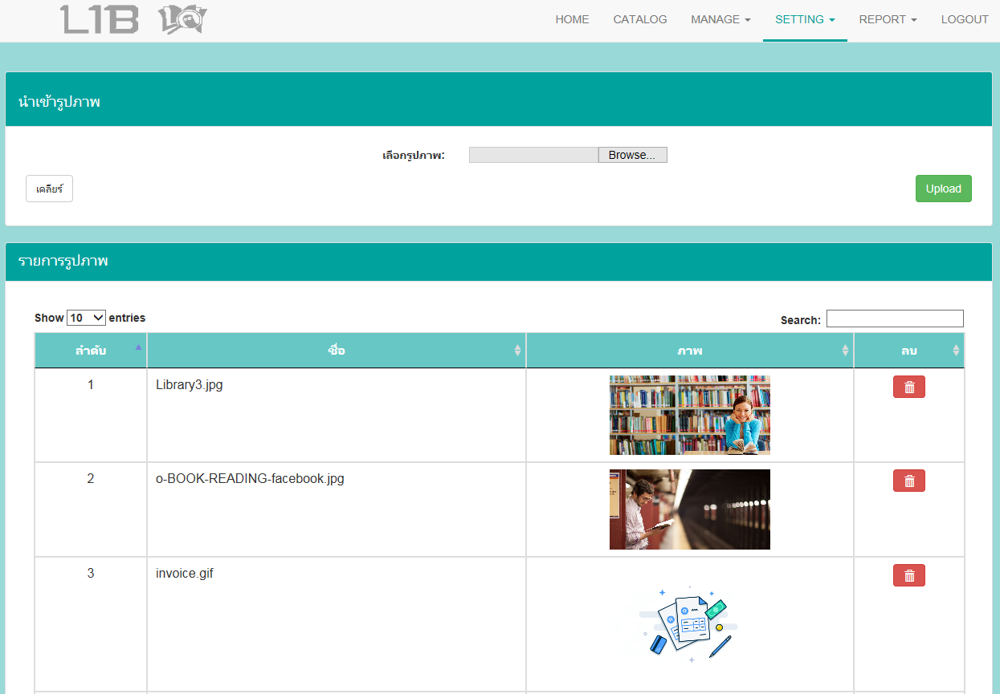 L1B
HOME CATALOG MANAGE SETTING REPORT LOGOUT
นำเข้ารูปภาพ
เลือกรูปภาพ: Browse...
เคลียร์ Upload
รายการรูปภาพ
Show 10 entries Search:
ลำดับ ชื่อ ภาพ ลบ
1 Library3.jpg
2 o-BOOK-READING-facebook.jpg
3 invoice.gif